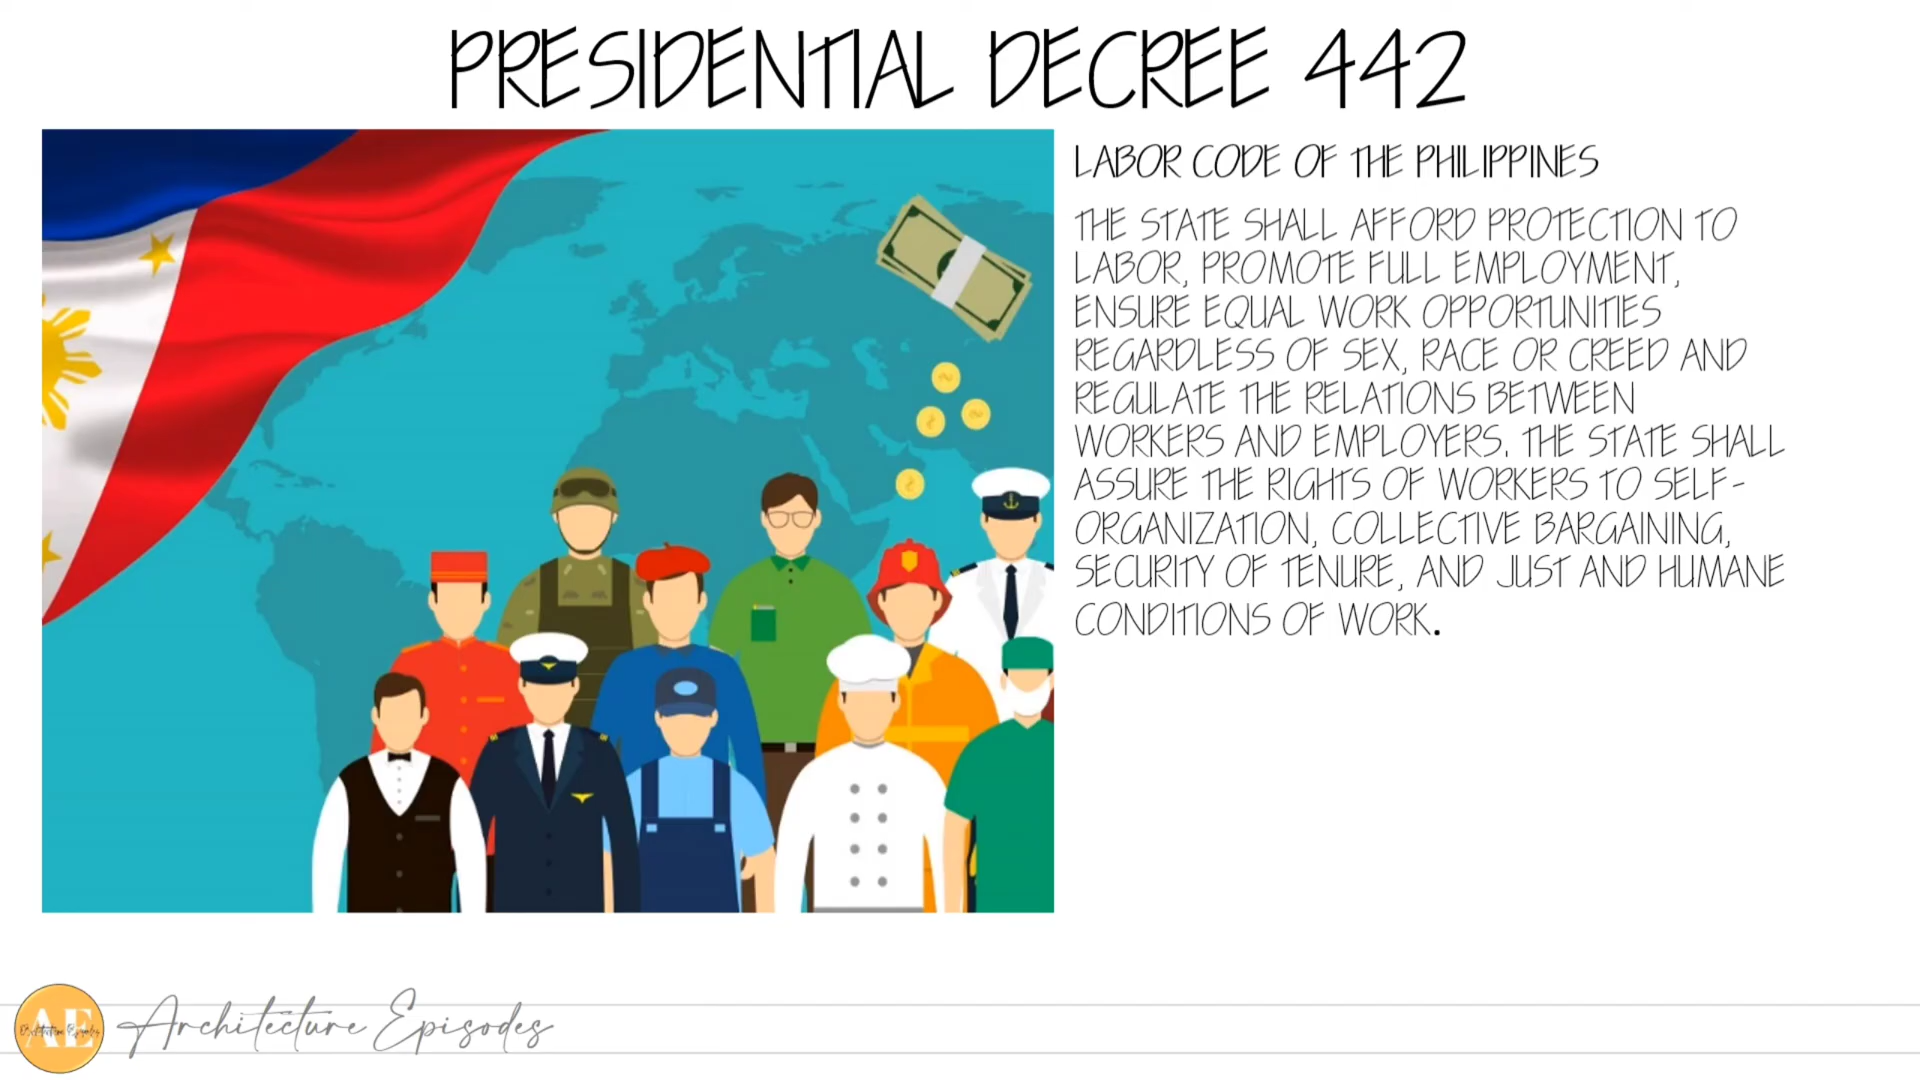 PRESIDENTIAL DECREE 442
LABOR CODE OF THE PHILIPPINES
THE STATE SHALL AFFORD PROTECTION TO
LABOR, PROMOTE FULL EMPLOYMENT,
ENSURE EQUAL WORK OPPORTUNITIES
REGARDLESS OF SEX, RACE OR CREED AND
REGULATE THE RELATIONS BETWEEN
WORKERS AND EMPLOYERS. THE STATE SHALL
ASSURE THE RIGHTS OF WORKERS TO SELF-
ORGANIZATION, COLLECTIVE BARGAINING,
SECURITY OF TENURE, AND JUST AND HUMANE
CONDITIONS OF WORK.
AE
Architecture Episodes
Architecture Episodes